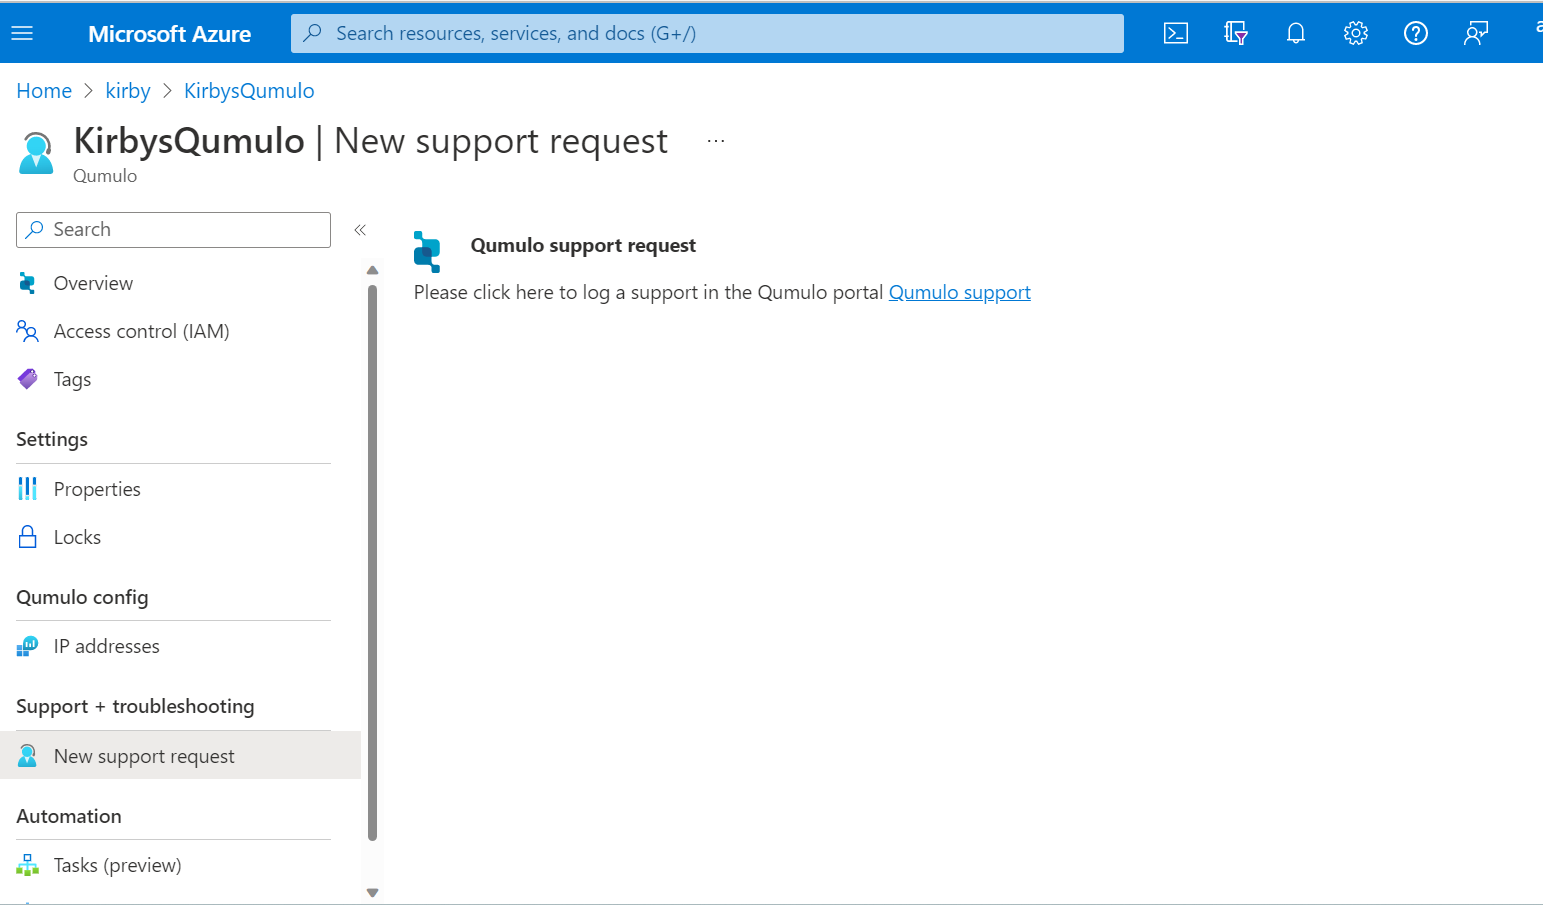 Microsoft Azure
Search resources, services, and docs (G+/)
Home > kirby > KirbysQumulo
KirbysQumulo | New support request ...
Qumulo
Search
Overview
Access control (IAM)
Tags
Settings
Properties
Locks
Qumulo config
IP addresses
Support + troubleshooting
New support request
Automation
Tasks (preview)
Qumulo support request
Please click here to log a support in the Qumulo portal Qumulo support